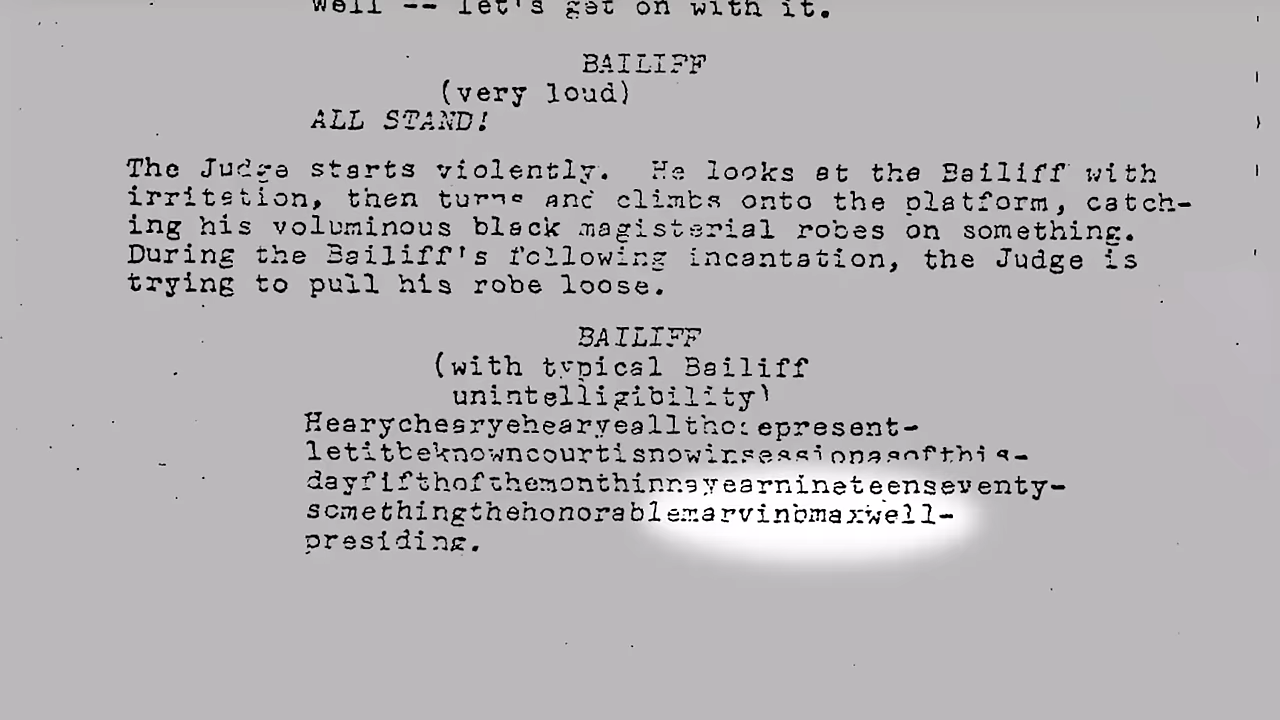 well -- let's get on with it.
BAILIFF
(very loud)
ALL STAND!
The Judge starts violently. He looks at the Bailiff with
irritation, then turns and climbs onto the platform, catch-
ing his voluminous black magisterial robes on something.
During the Bailiff's following incantation, the Judge is
trying to pull his robe loose.
BAILIFF
(with typical Bailiff
unintelligibility)
Hearyehearyehearyeallthosepresent-
letitbeknowncourtisnowinsessionasofthis-
dayfifthofthemonthinnayearnineteenseventy-
somethingthehonorablemarvinbmaxwell-
presiding.